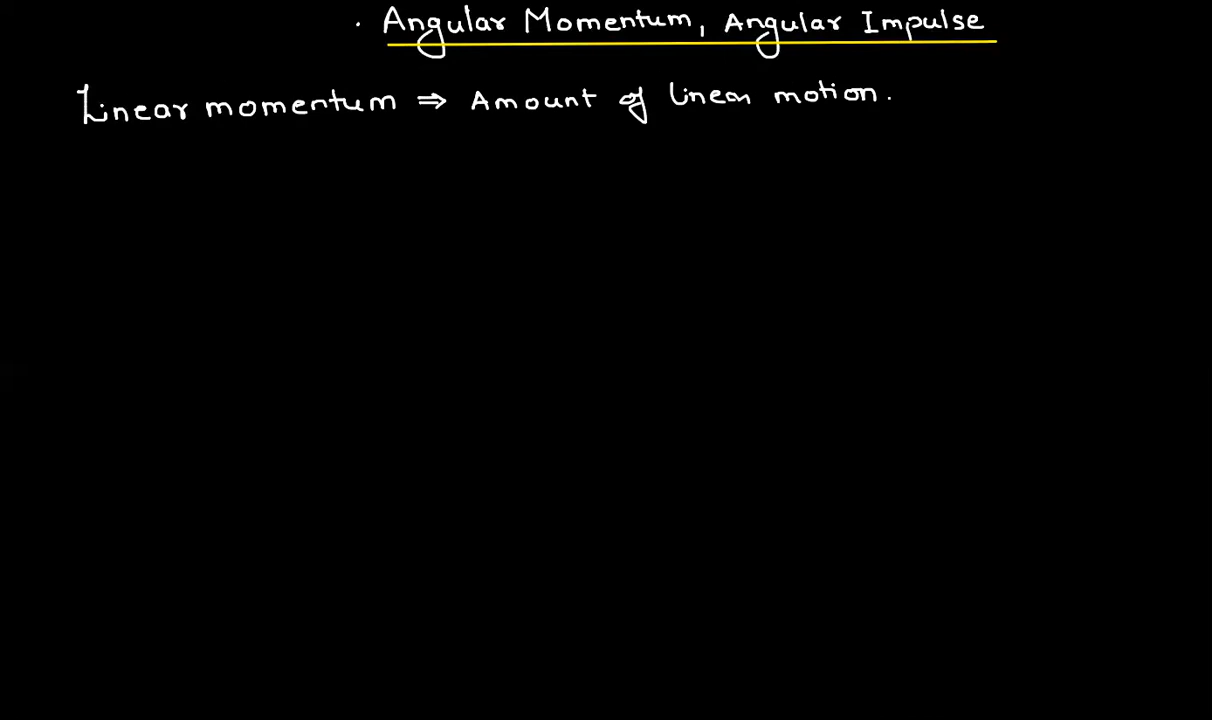 · Angular Momentum, Angular Impulse
Linear momentum ⇒ Amount of linear motion.